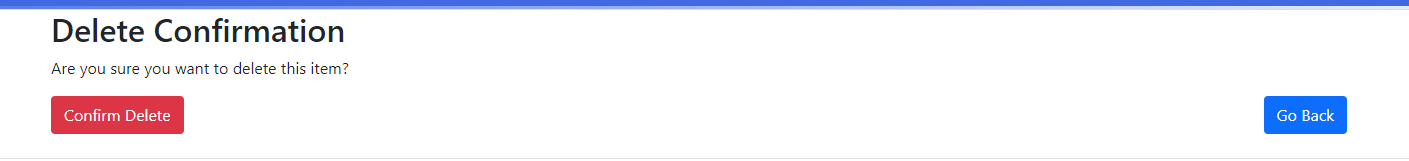 Delete Confirmation
Are you sure you want to delete this item?
Confirm Delete
Go Back